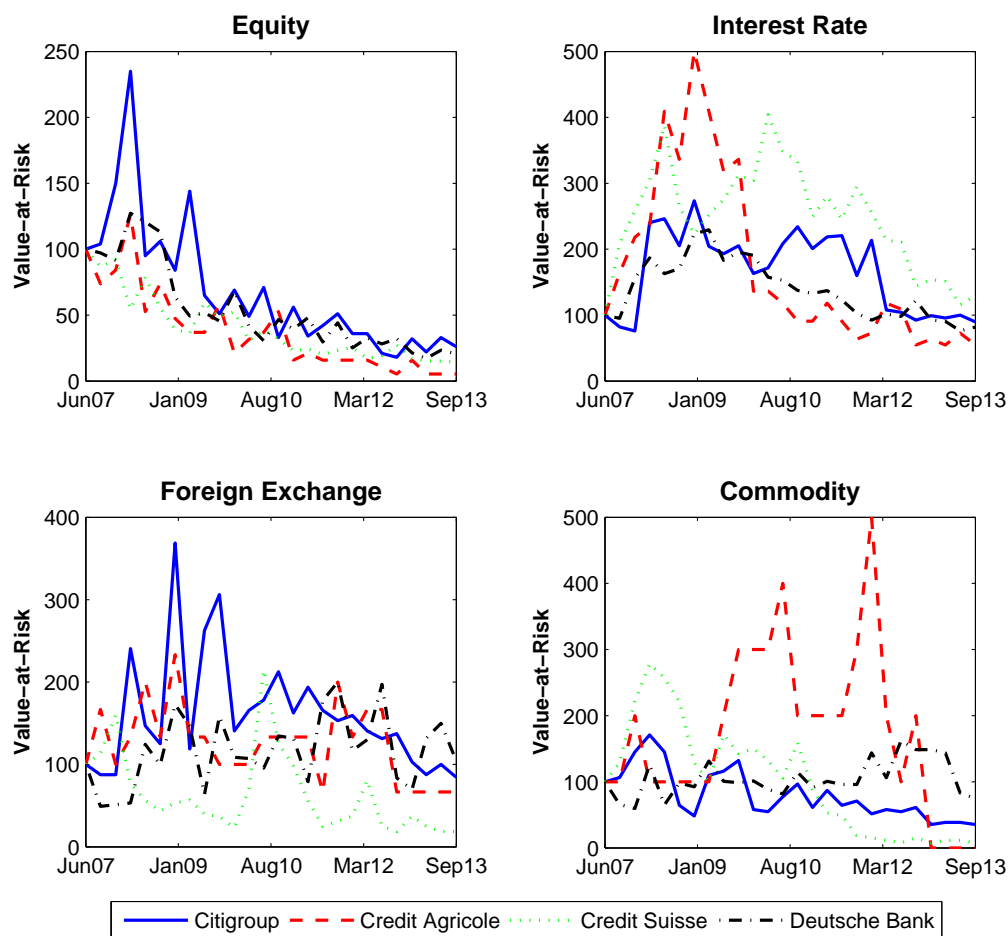 Equity
Value-at-Risk
250
200
150
100
50
0
Jun07 Jan09 Aug10 Mar12 Sep13
Interest Rate
Value-at-Risk
500
400
300
200
100
0
Jun07 Jan09 Aug10 Mar12 Sep13
Foreign Exchange
Value-at-Risk
400
300
200
100
0
Jun07 Jan09 Aug10 Mar12 Sep13
Commodity
Value-at-Risk
500
400
300
200
100
0
Jun07 Jan09 Aug10 Mar12 Sep13
Citigroup Credit Agricole Credit Suisse Deutsche Bank